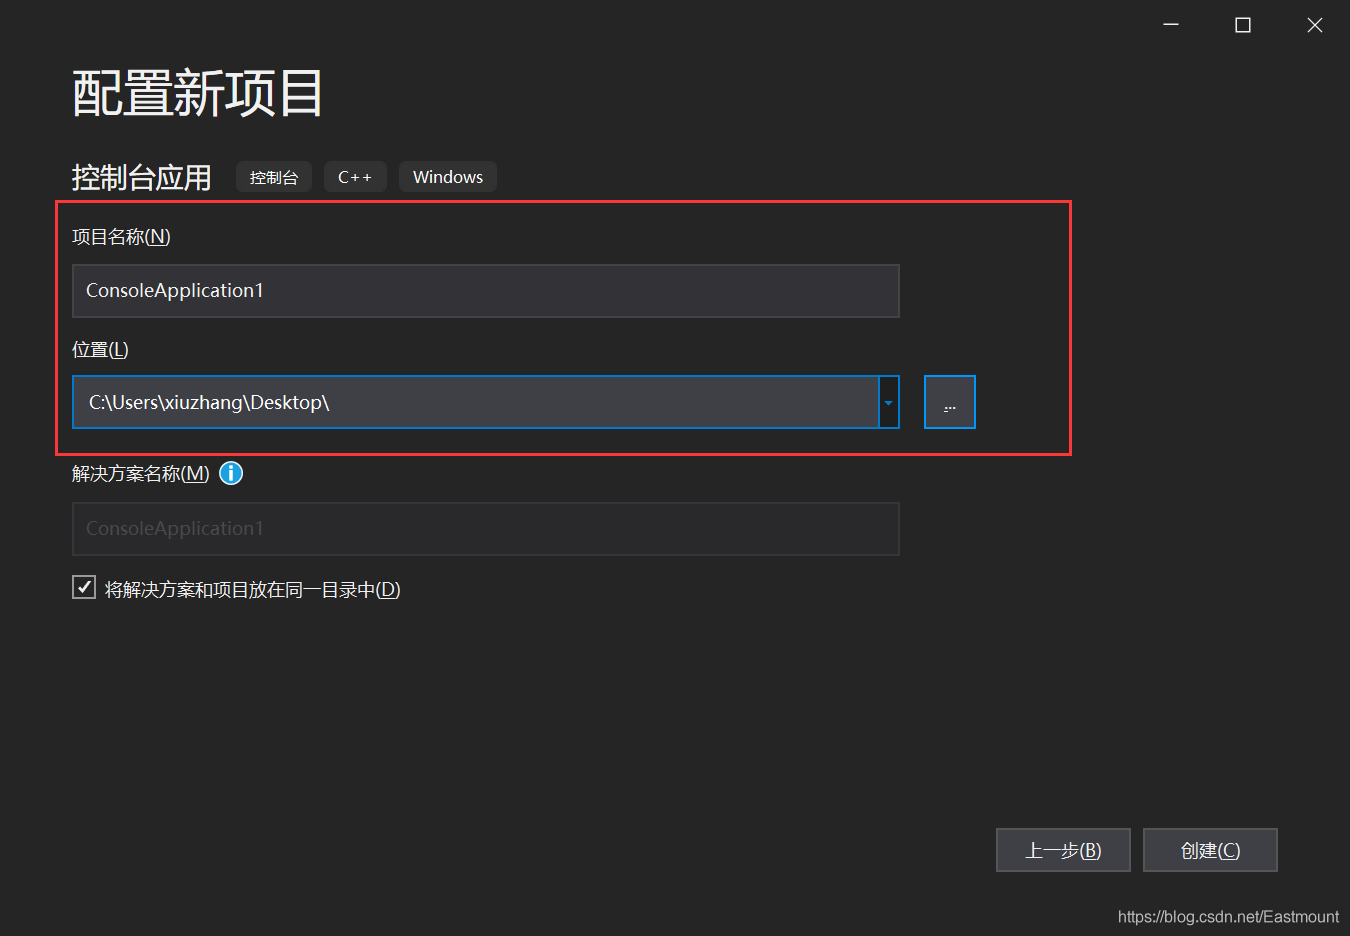 配置新项目
控制台应用 控制台 C++ Windows
项目名称(N)
ConsoleApplication1
位置(L)
C:\Users\xiuzhang\Desktop\
...
解决方案名称(M)
ConsoleApplication1
将解决方案和项目放在同一目录中(D)
上一步(B) 创建(C)
https://blog.csdn.net/Eastmount